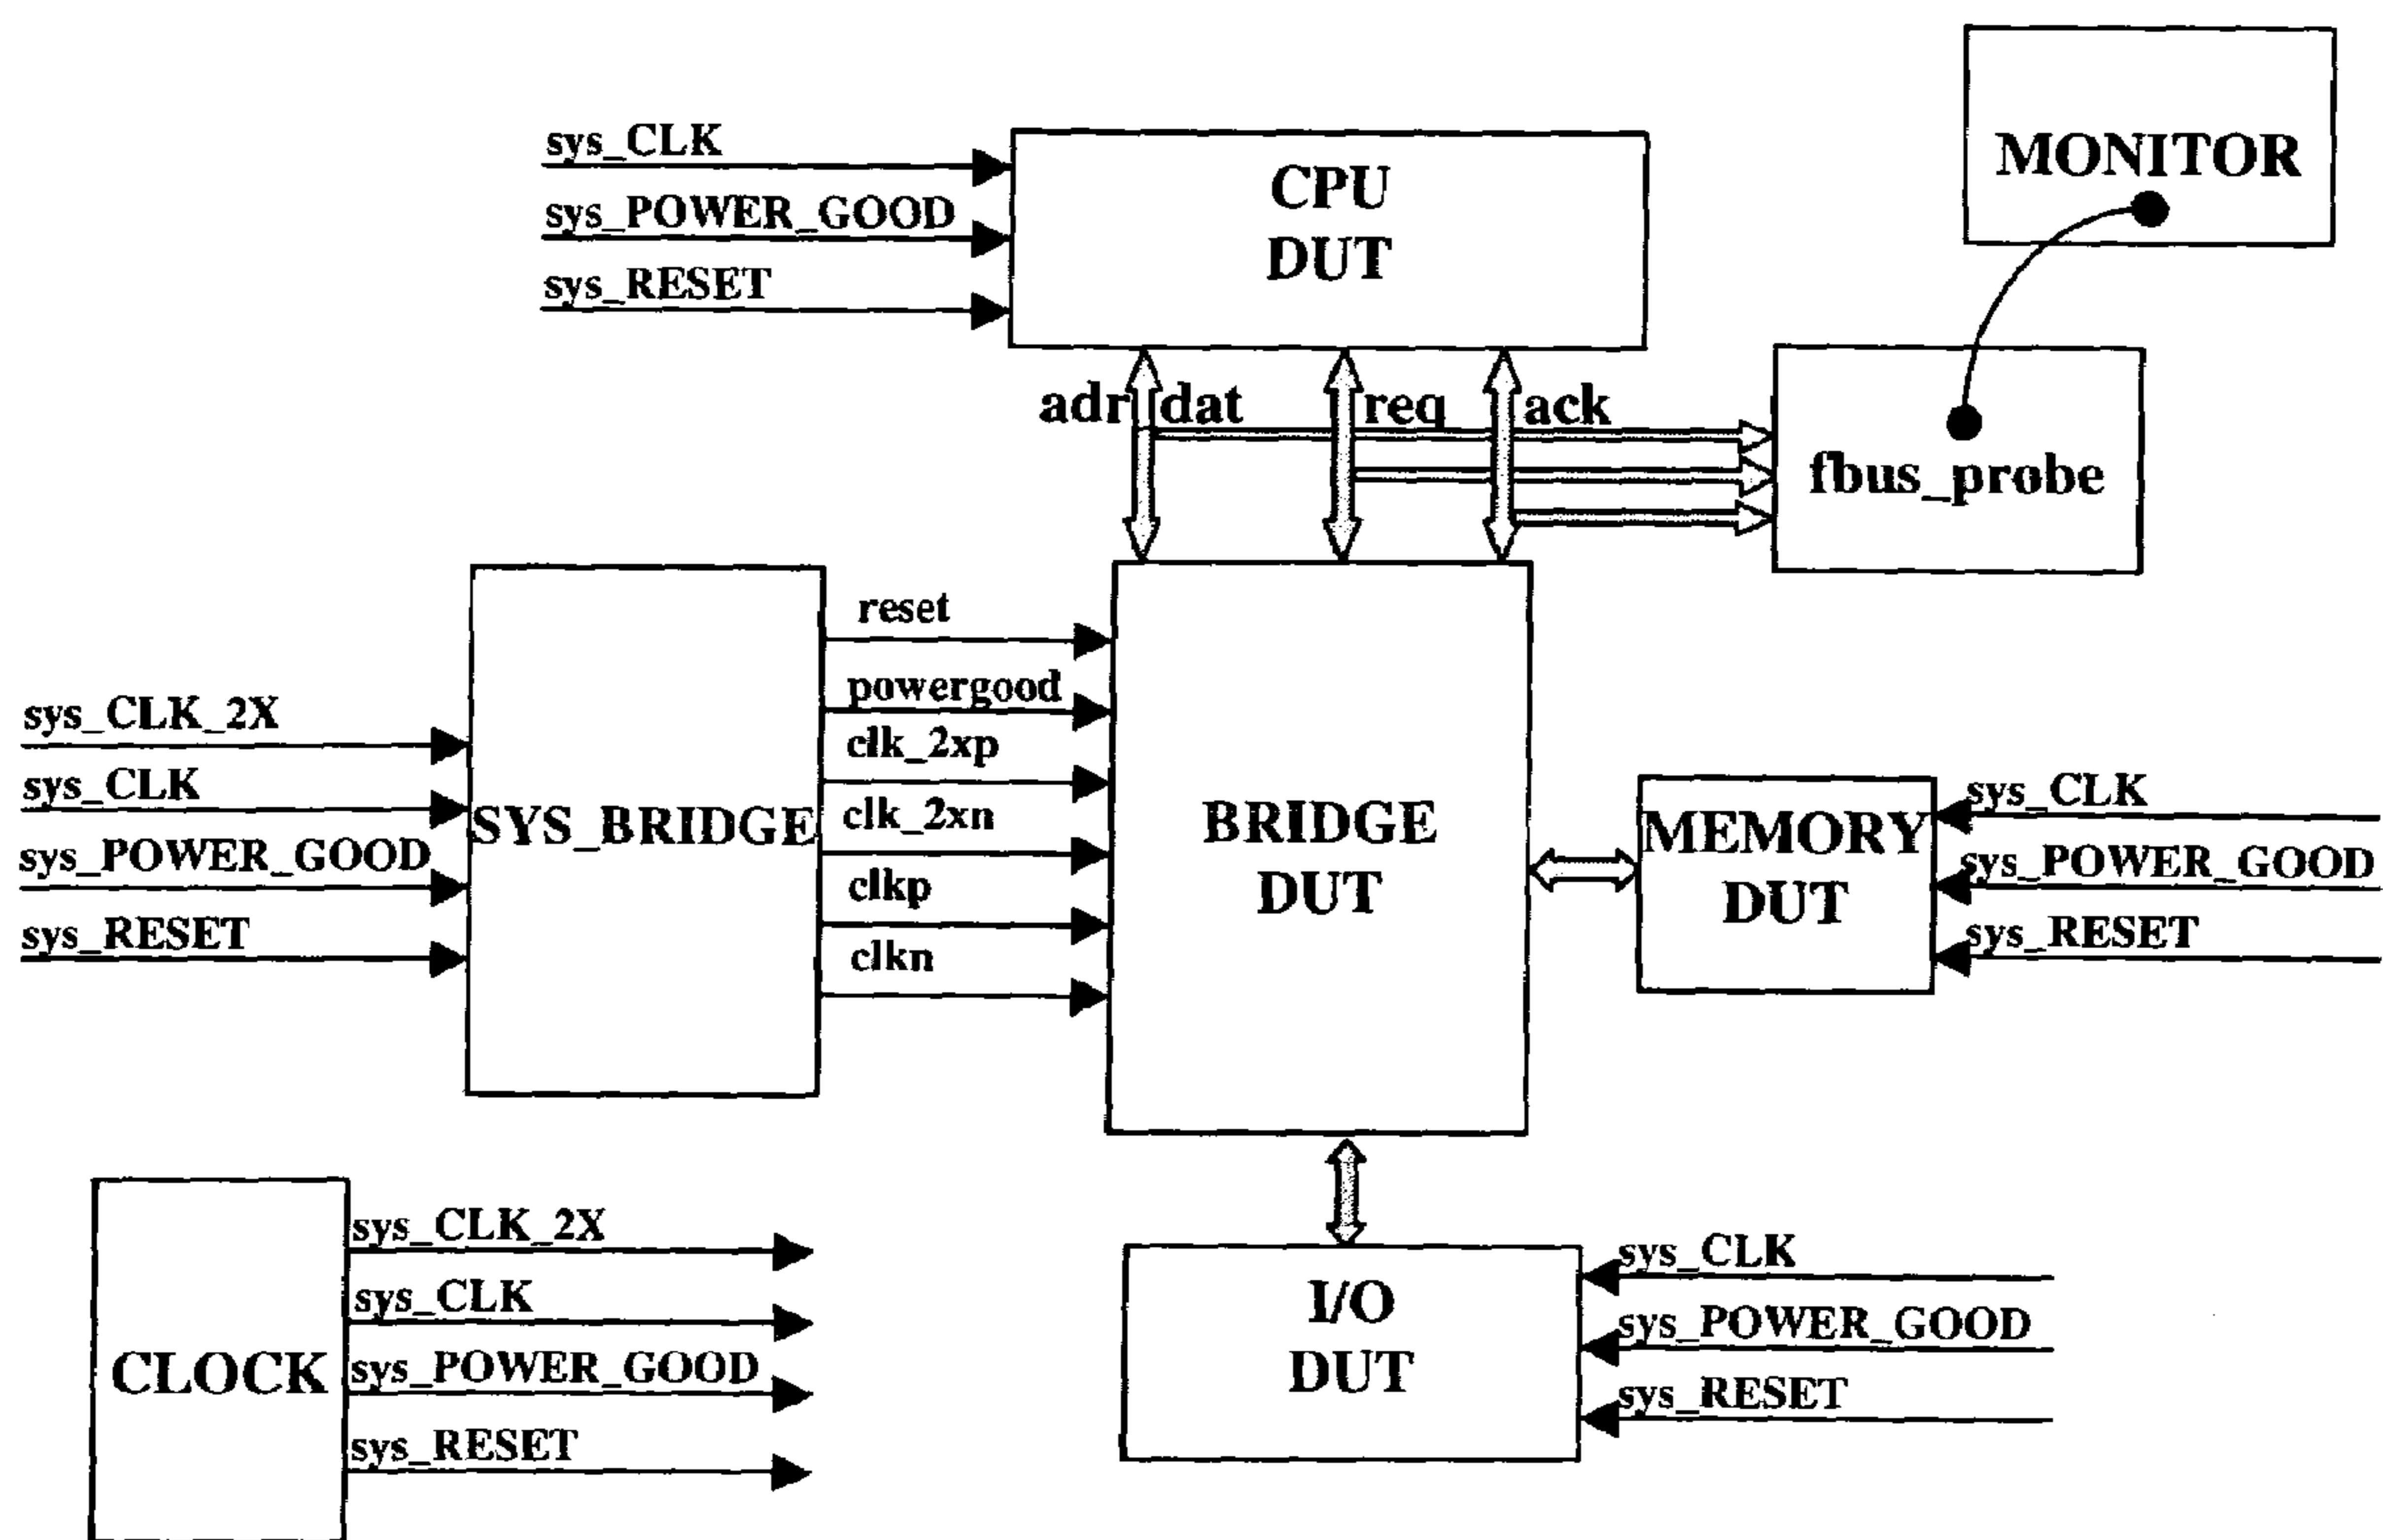 MONITOR
sys_CLK
sys_POWER_GOOD
sys_RESET
CPU
DUT
adr dat req ack
fbus_probe
reset
powergood
clk_2xp
clk_2xn
clkp
clkn
sys_CLK_2X
sys_CLK
sys_POWER_GOOD
sys_RESET
SYS_BRIDGE
BRIDGE
DUT
MEMORY
DUT
sys_CLK
sys_POWER_GOOD
sys_RESET
CLOCK
sys_CLK_2X
sys_CLK
sys_POWER_GOOD
sys_RESET
I/O
DUT
sys_CLK
sys_POWER_GOOD
sys_RESET